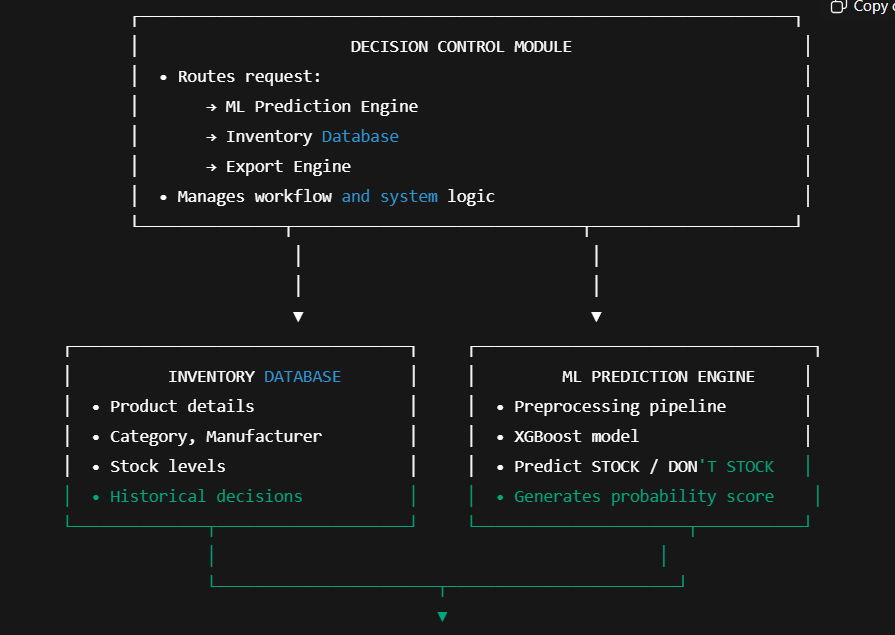 Copy
DECISION CONTROL MODULE
• Routes request:
→ ML Prediction Engine
→ Inventory Database
→ Export Engine
• Manages workflow and system logic
INVENTORY DATABASE
• Product details
• Category, Manufacturer
• Stock levels
• Historical decisions
ML PREDICTION ENGINE
• Preprocessing pipeline
• XGBoost model
• Predict STOCK / DON'T STOCK
• Generates probability score